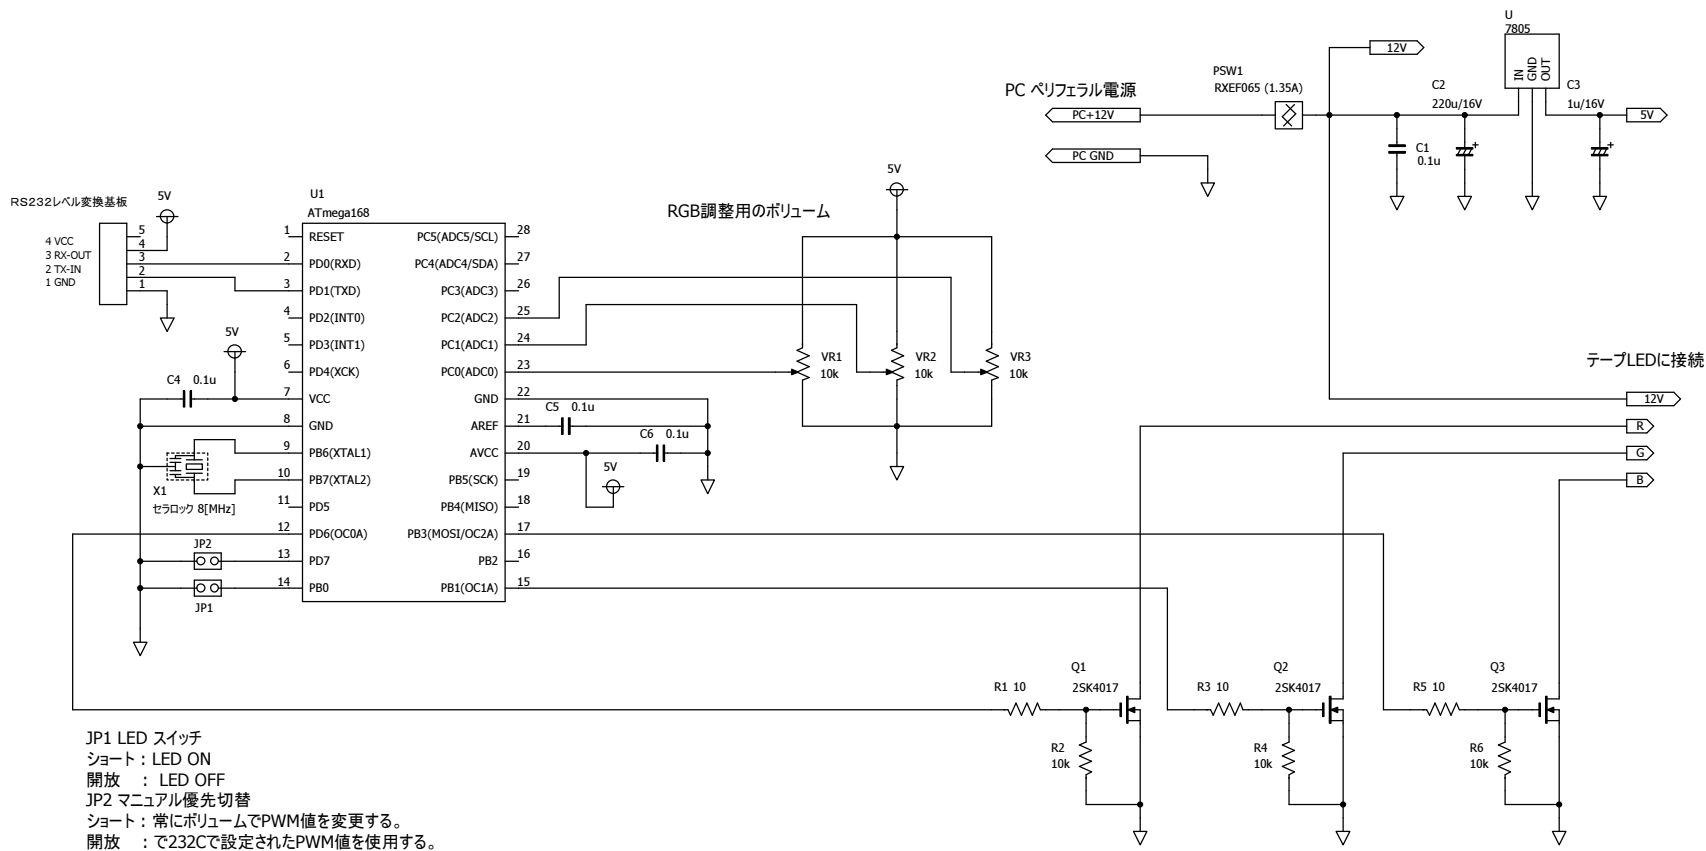 U
7805
IN
GND
OUT
12V
PSW1
RXEF065 (1.35A)
C2
220u/16V
C3
1u/16V
5V
PC ペリフェラル電源
PC+12V
PC GND
C1
0.1u
RS232レベル変換基板
5V
4 VCC
3 RX-OUT
2 TX-IN
1 GND
5
4
3
2
1
U1
ATmega168
1 RESET
2 PD0(RXD)
3 PD1(TXD)
4 PD2(INT0)
5 PD3(INT1)
6 PD4(XCK)
7 VCC
8 GND
9 PB6(XTAL1)
10 PB7(XTAL2)
11 PD5
12 PD6(OC0A)
13 PD7
14 PB0
PC5(ADC5/SCL) 28
PC4(ADC4/SDA) 27
PC3(ADC3) 26
PC2(ADC2) 25
PC1(ADC1) 24
PC0(ADC0) 23
GND 22
AREF 21
AVCC 20
PB5(SCK) 19
PB4(MISO) 18
PB3(MOSI/OC2A) 17
PB2 16
PB1(OC1A) 15
5V
C4 0.1u
X1
セラロック 8[MHz]
JP2
JP1
C5 0.1u
C6 0.1u
5V
RGB調整用のボリューム
5V
VR1
10k
VR2
10k
VR3
10k
テープLEDに接続
12V
R
G
B
R1 10
Q1
2SK4017
R2
10k
R3 10
Q2
2SK4017
R4
10k
R5 10
Q3
2SK4017
R6
10k
JP1 LED スイッチ
ショート : LED ON
開放 : LED OFF
JP2 マニュアル優先切替
ショート : 常にボリュームでPWM値を変更する。
開放 : で232Cで設定されたPWM値を使用する。